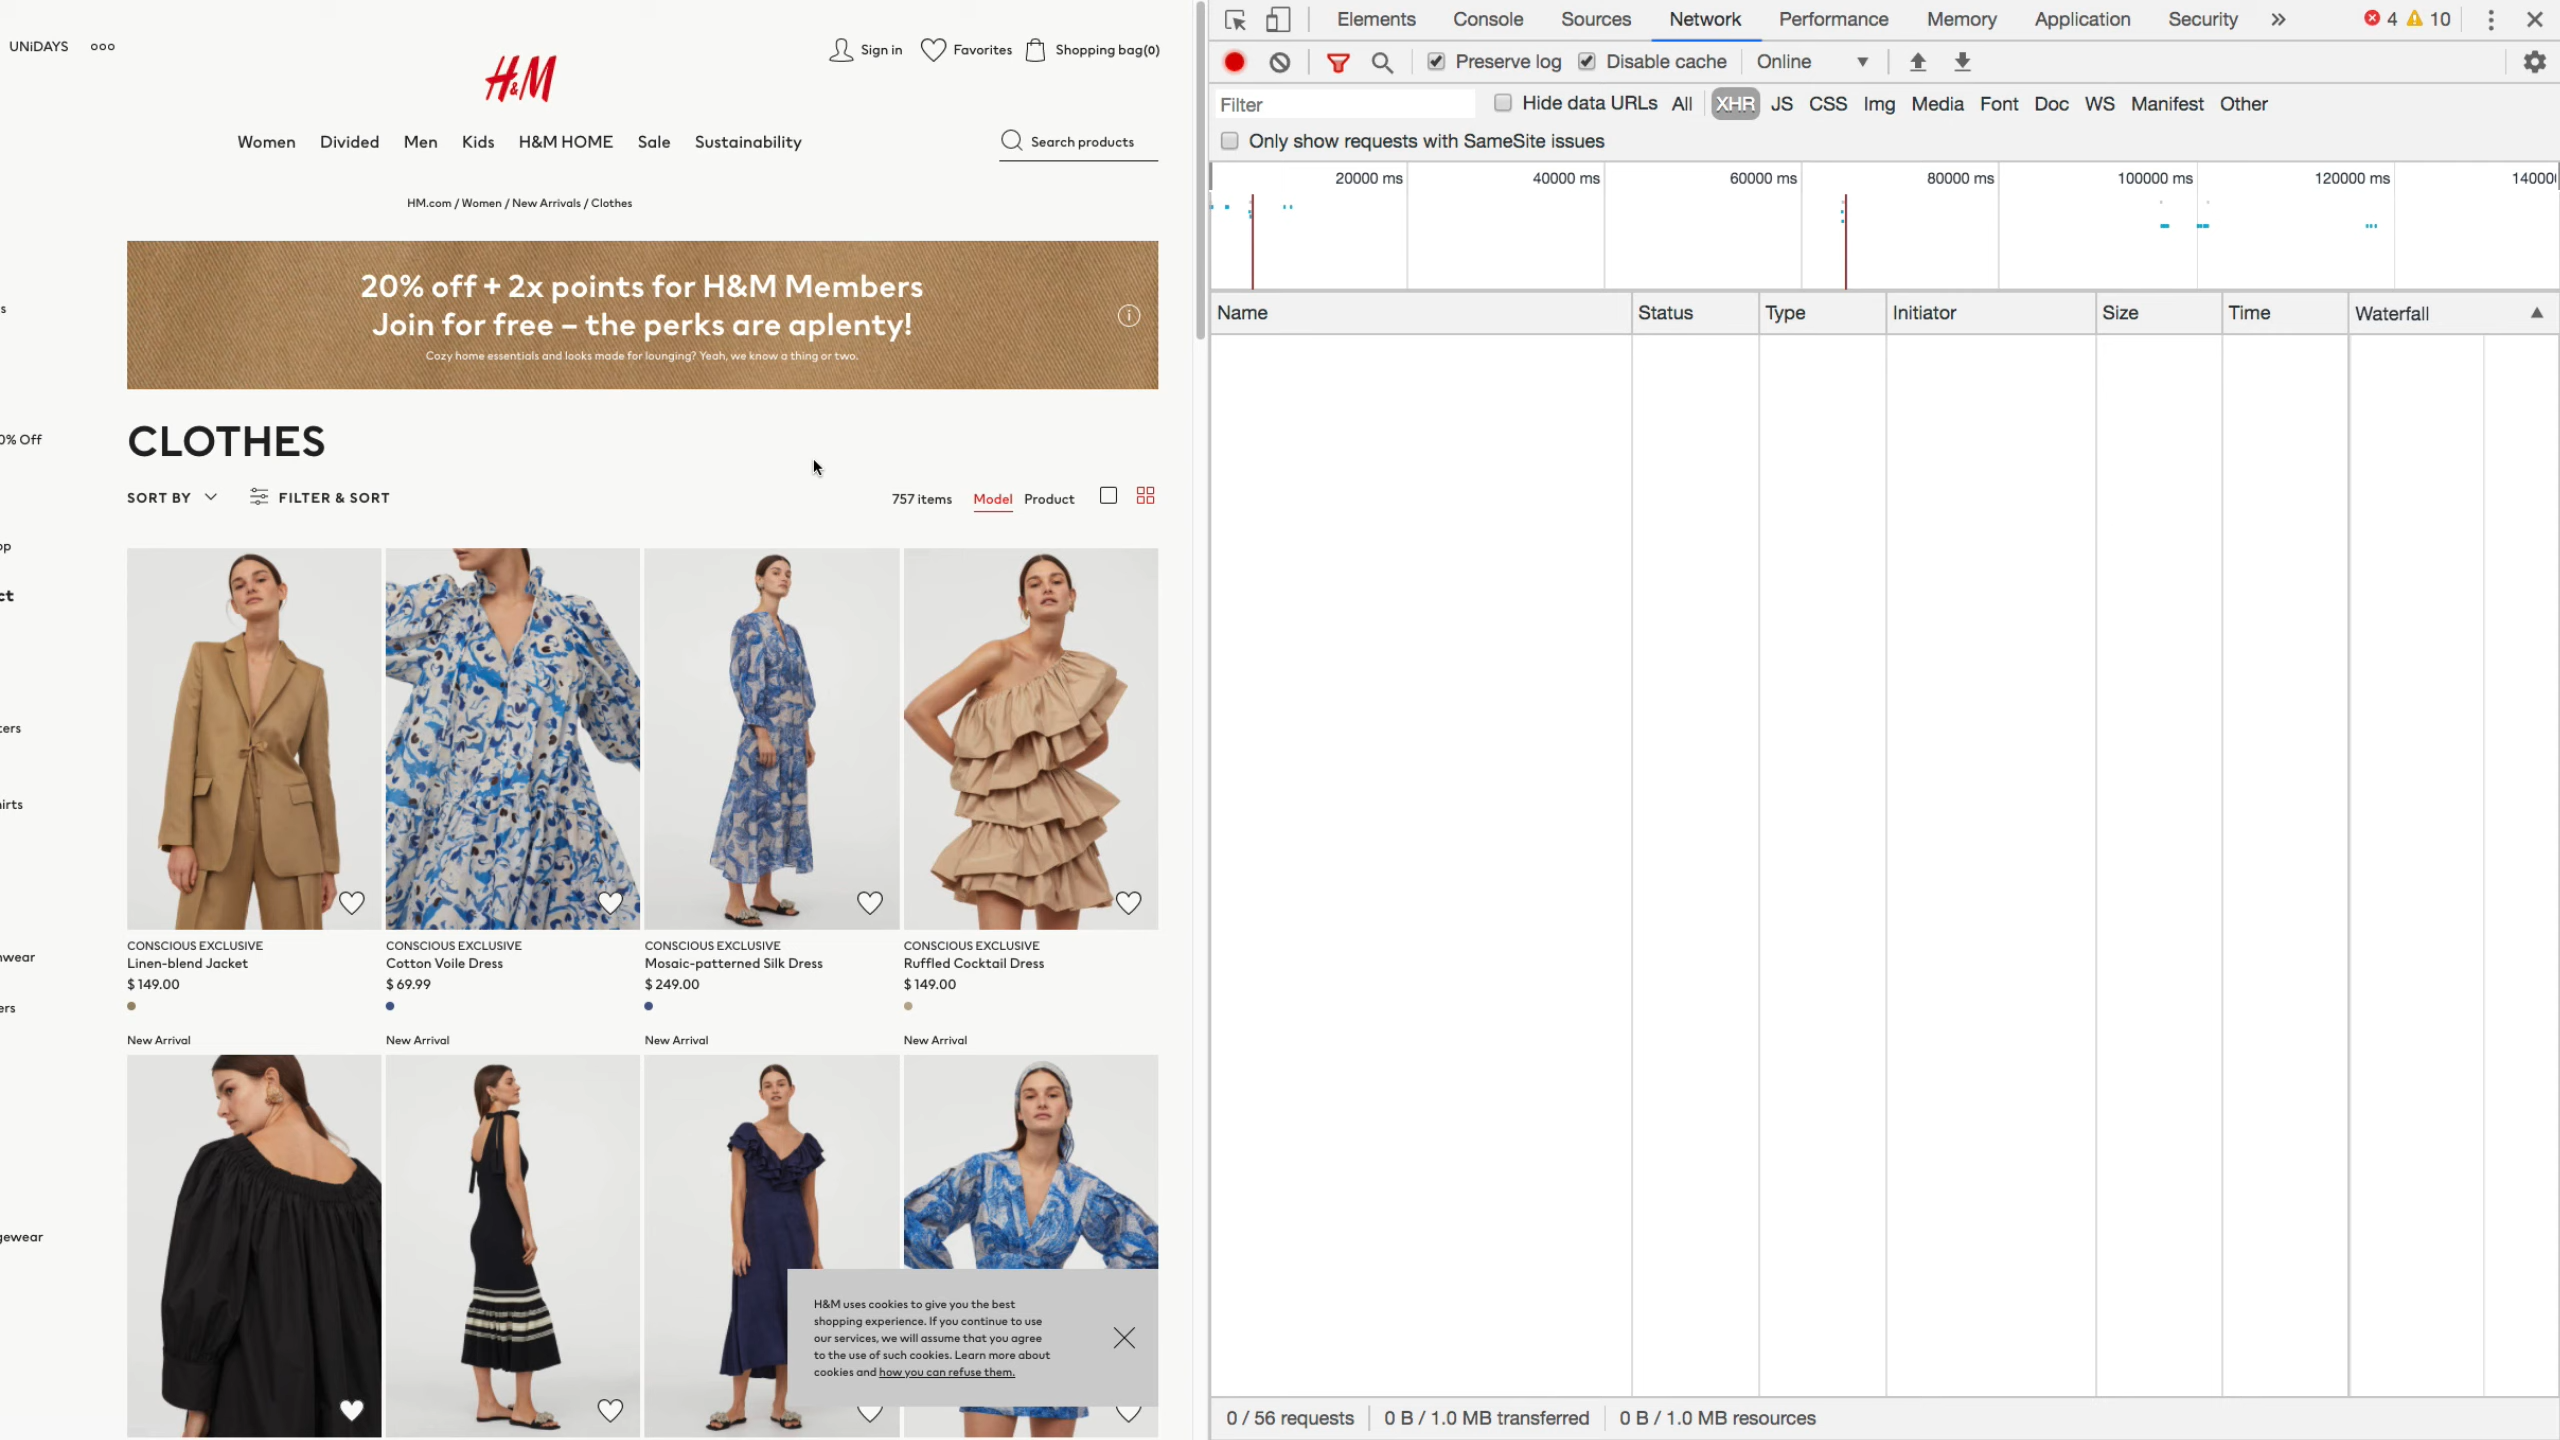 UNiDAYS
Sign in
Favorites
Shopping bag(0)
H&M
Women Divided Men Kids H&M HOME Sale Sustainability
Search products
HM.com / Women / New Arrivals / Clothes
20% off + 2x points for H&M Members
Join for free – the perks are aplenty!
Cozy home essentials and looks made for lounging? Yeah, we know a thing or two.
CLOTHES
SORT BY FILTER & SORT
757 items Model Product
CONSCIOUS EXCLUSIVE
Linen-blend Jacket
$ 149.00
New Arrival
CONSCIOUS EXCLUSIVE
Cotton Voile Dress
$ 69.99
New Arrival
CONSCIOUS EXCLUSIVE
Mosaic-patterned Silk Dress
$ 249.00
New Arrival
CONSCIOUS EXCLUSIVE
Ruffled Cocktail Dress
$ 149.00
New Arrival
H&M uses cookies to give you the best
shopping experience. If you continue to use
our services, we will assume that you agree
to the use of such cookies. Learn more about
cookies and how you can refuse them.
s
0% Off
op
ct
ters
irts
nwear
ers
gewear
Elements Console Sources Network Performance Memory Application Security » 4 10
Preserve log Disable cache Online
Filter Hide data URLs All XHR JS CSS Img Media Font Doc WS Manifest Other
Only show requests with SameSite issues
20000 ms 40000 ms 60000 ms 80000 ms 100000 ms 120000 ms 14000
Name Status Type Initiator Size Time Waterfall
0 / 56 requests 0 B / 1.0 MB transferred 0 B / 1.0 MB resources